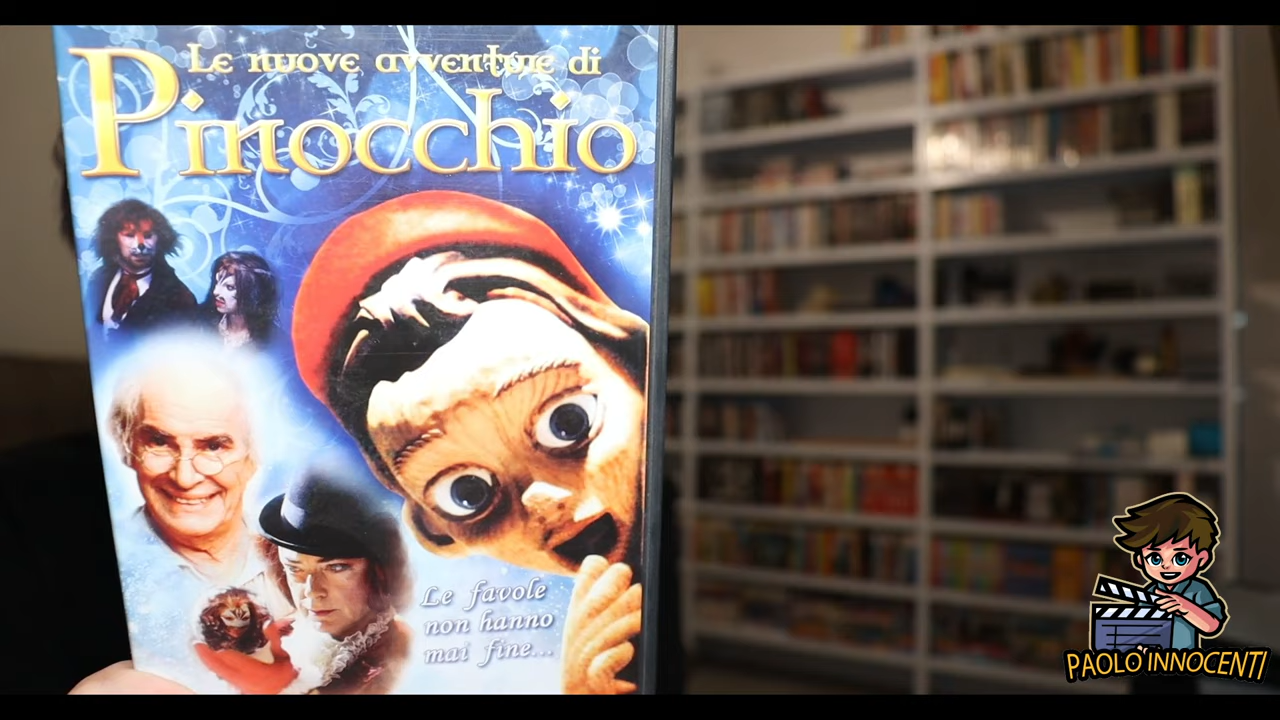 Le nuove avventure di
Pinocchio
Le favole
non hanno
mai fine...
PAOLO INNOCENTI